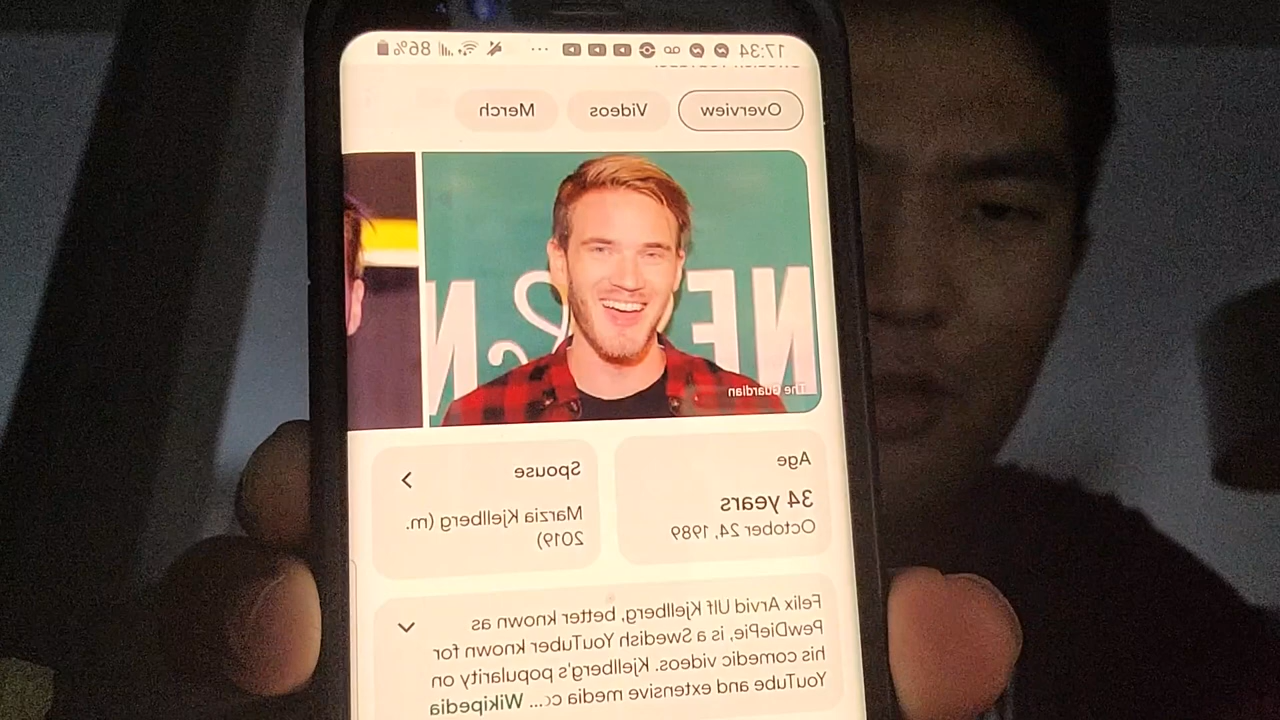 17:34 ... 86%
Overview Videos Merch
NE & N
The Guardian
Age
34 years
October 24, 1989
Spouse
Marzia Kjellberg (m.
2019)
Felix Arvid Ulf Kjellberg, better known as
PewDiePie, is a Swedish YouTuber known for
his comedic videos. Kjellberg's popularity on
YouTube and extensive media co... Wikipedia